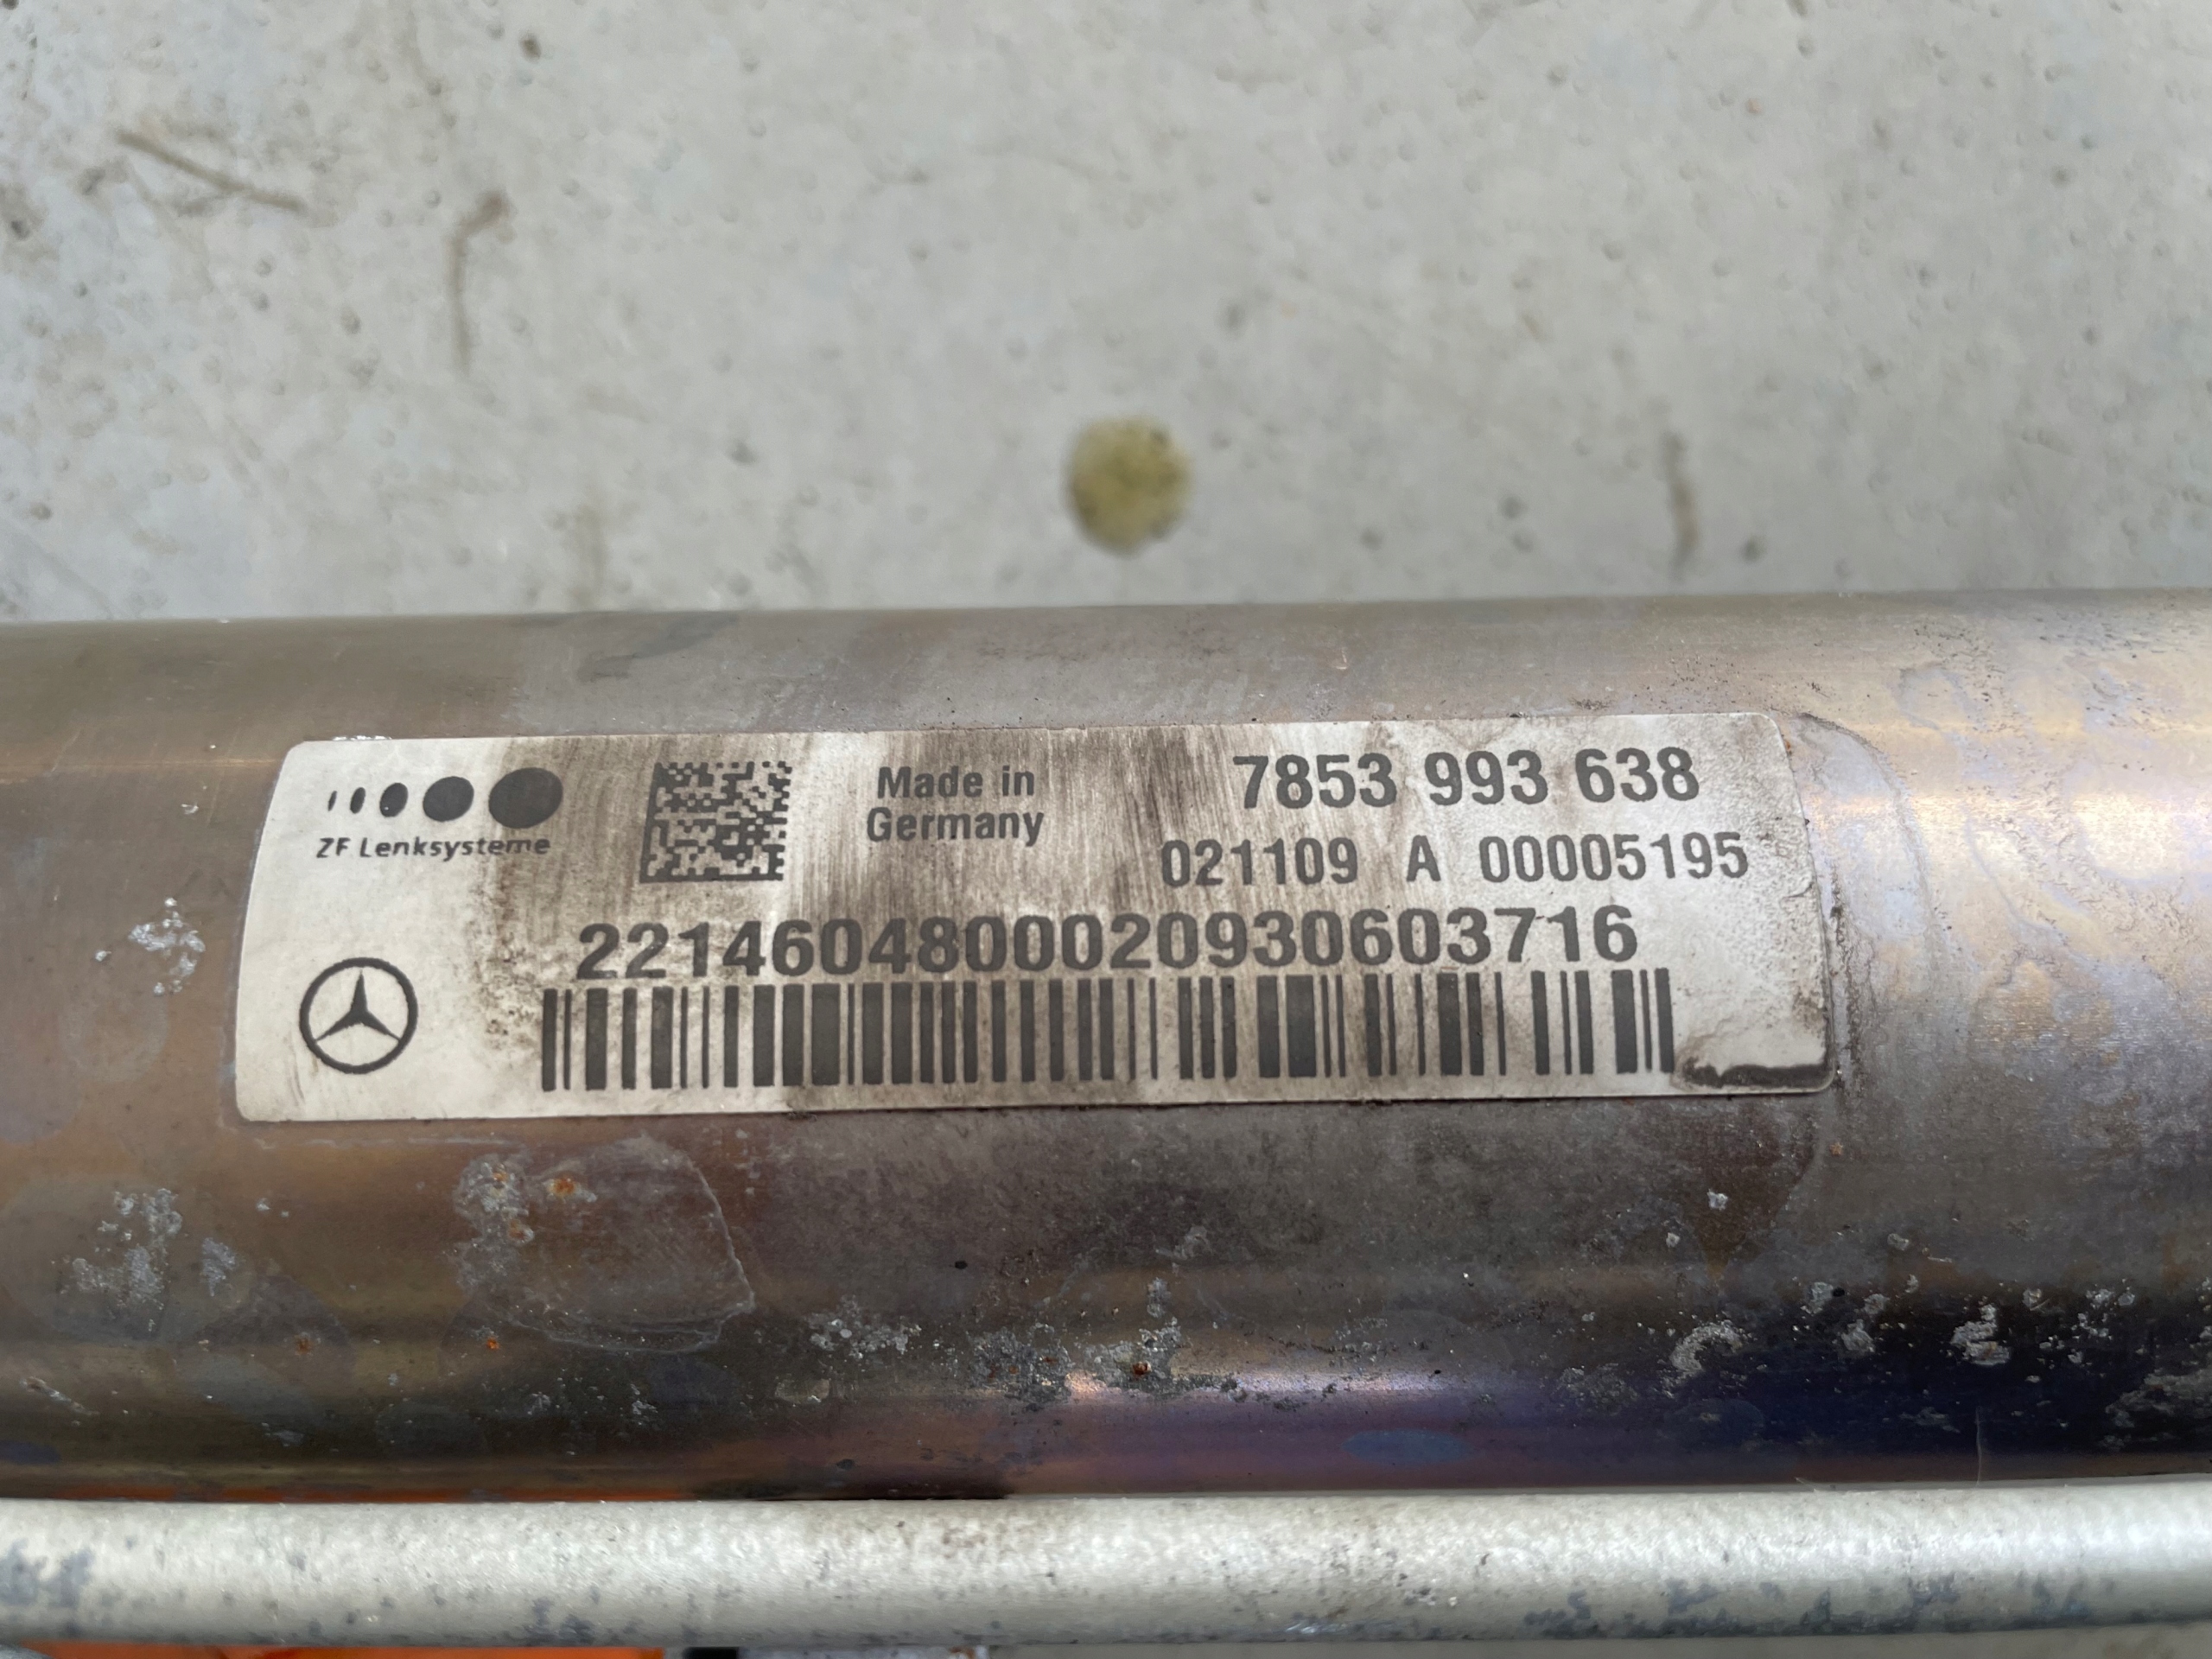 ZF Lenksysteme
Made in
Germany
7853 993 638
021109 A 00005195
2214604800020930603716